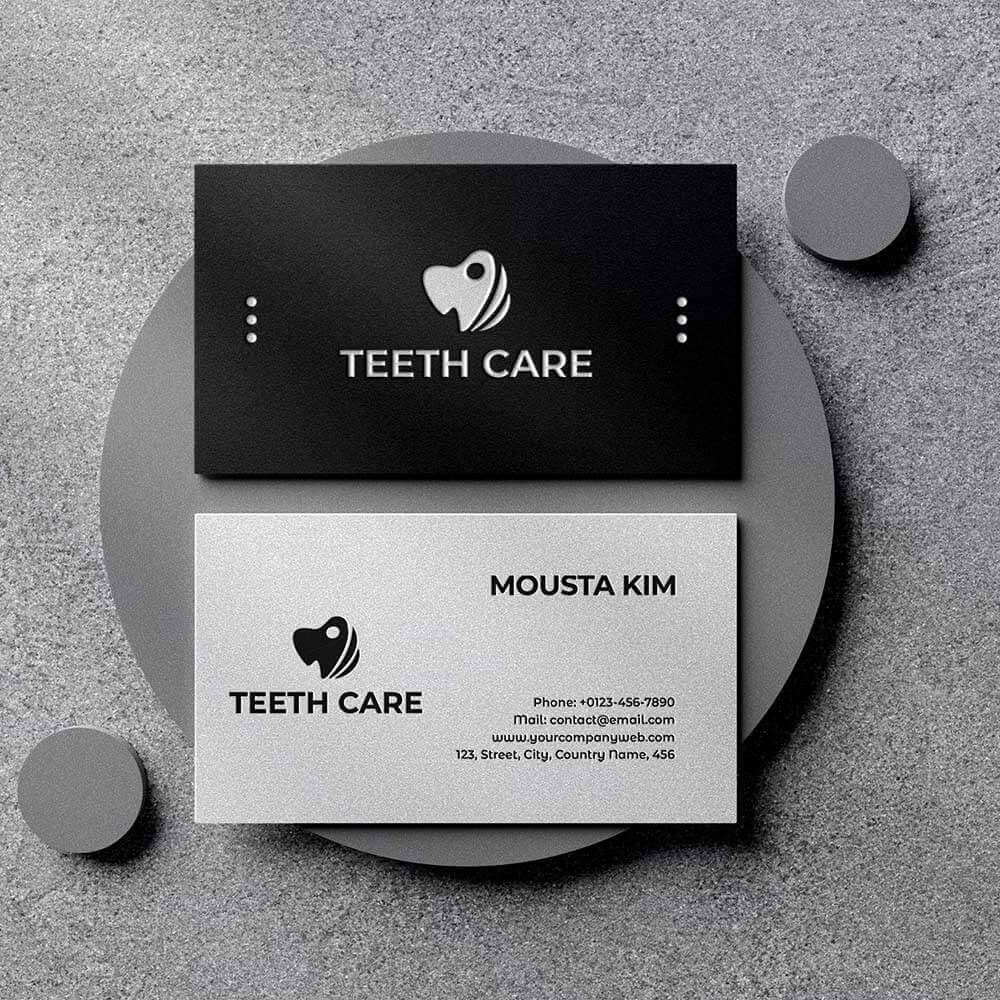 TEETH CARE
MOUSTA KIM
TEETH CARE
Phone: +0123-456-7890
Mail: contact@email.com
www.yourcompanyweb.com
123, Street, City, Country Name, 456